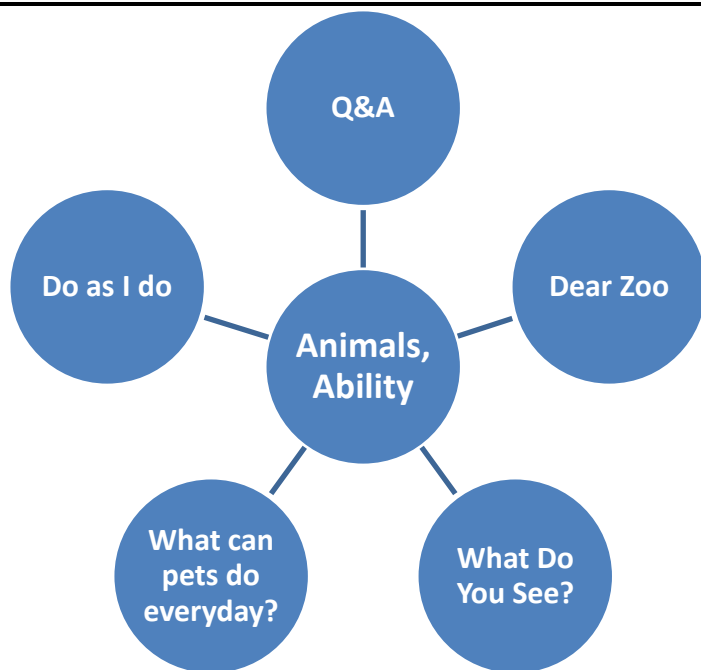 Q&A
Do as I do
Dear Zoo
Animals,
Ability
What can
pets do
everyday?
What Do
You See?